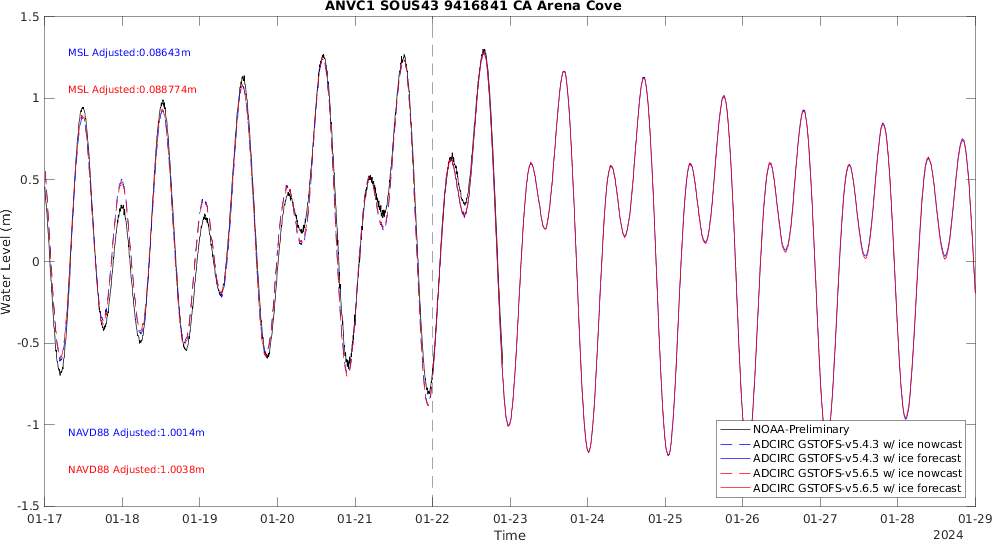 ANVC1 SOUS43 9416841 CA Arena Cove
1.5
1
0.5
0
-0.5
-1
-1.5
Water Level (m)
MSL Adjusted:0.08643m
MSL Adjusted:0.088774m
NAVD88 Adjusted:1.0014m
NAVD88 Adjusted:1.0038m
NOAA-Preliminary
ADCIRC GSTOFS-v5.4.3 w/ ice nowcast
ADCIRC GSTOFS-v5.4.3 w/ ice forecast
ADCIRC GSTOFS-v5.6.5 w/ ice nowcast
ADCIRC GSTOFS-v5.6.5 w/ ice forecast
01-17 01-18 01-19 01-20 01-21 01-22 01-23 01-24 01-25 01-26 01-27 01-28 01-29
Time
2024